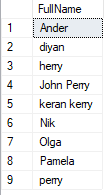 FullName
1 Ander
2 diyan
3 herry
4 John Perry
5 keran kerry
6 Nik
7 Olga
8 Pamela
9 perry